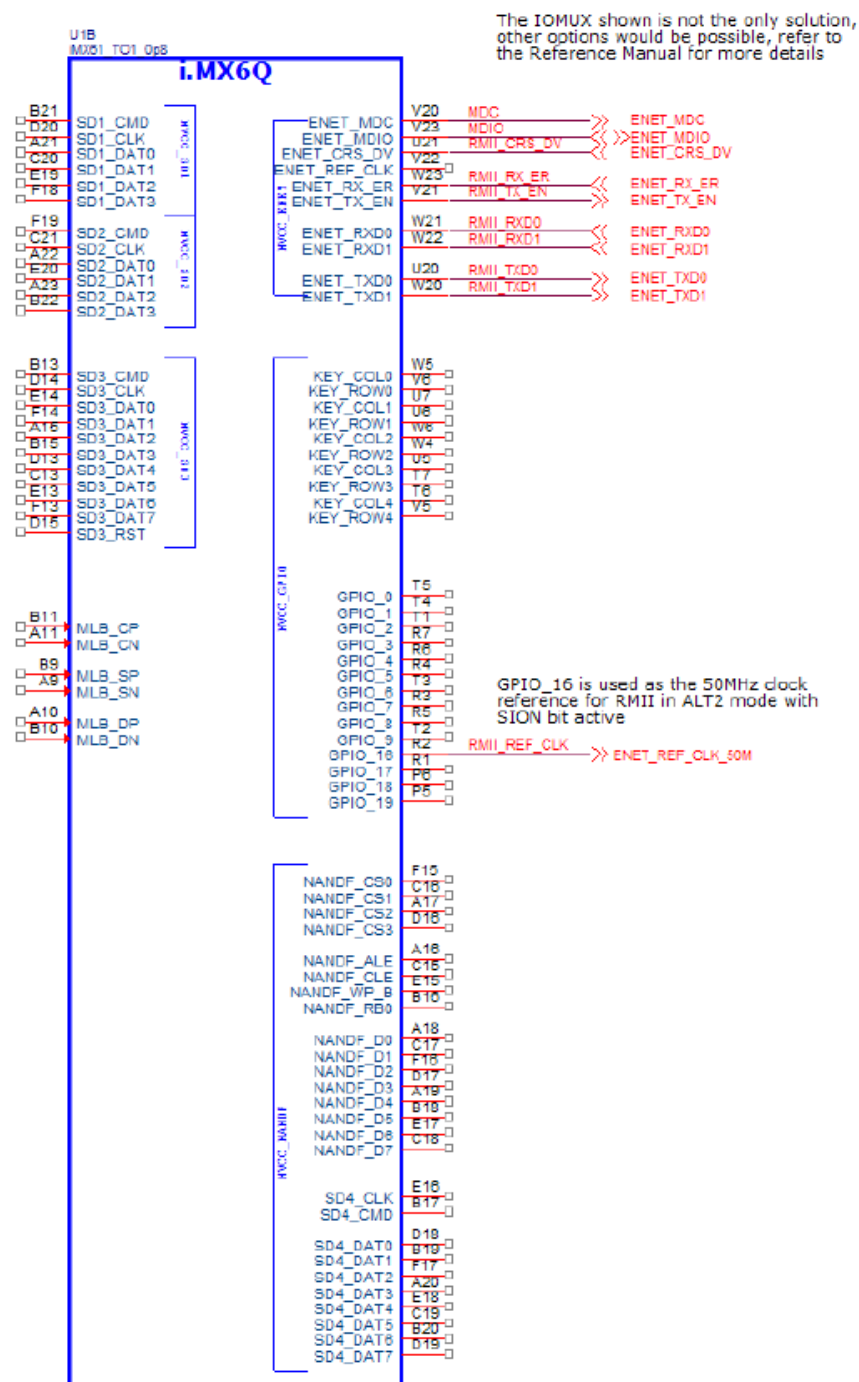 The IOMUX shown is not the only solution,
other options would be possible, refer to
the Reference Manual for more details
U1B
i.MX6Q
B21 SD1_CMD
D20 SD1_CLK
A21 SD1_DAT0
C20 SD1_DAT1
E19 SD1_DAT2
F18 SD1_DAT3
F19 SD2_CMD
C21 SD2_CLK
A22 SD2_DAT0
E20 SD2_DAT1
A23 SD2_DAT2
B22 SD2_DAT3
B13 SD3_CMD
D14 SD3_CLK
E14 SD3_DAT0
F14 SD3_DAT1
SD3_DAT2
B15 SD3_DAT3
D13 SD3_DAT4
C13 SD3_DAT5
E13 SD3_DAT6
F13 SD3_DAT7
D15 SD3_RST
B11 MLB_CP
A11 MLB_CN
B9 MLB_SP
A9 MLB_SN
A10 MLB_DP
B10 MLB_DN
ENET_MDC V20 MDC ENET_MDC
ENET_MDIO V23 MDIO ENET_MDIO
ENET_CRS_DV U21 RMII_CRS_DV ENET_CRS_DV
ENET_REF_CLK V22
ENET_RX_ER W23 RMII_RX_ER ENET_RX_ER
ENET_TX_EN V21 RMII_TX_EN ENET_TX_EN
ENET_RXD0 W21 RMII_RXD0 ENET_RXD0
ENET_RXD1 W22 RMII_RXD1 ENET_RXD1
ENET_TXD0 U20 RMII_TXD0 ENET_TXD0
ENET_TXD1 W20 RMII_TXD1 ENET_TXD1
KEY_COL0 W5
KEY_ROW0 V6
KEY_COL1 U7
KEY_ROW1 U6
KEY_COL2 W6
KEY_ROW2 W4
KEY_COL3 U5
KEY_ROW3 T7
KEY_COL4 T6
KEY_ROW4 V5
NVCC_GPIO
GPIO_0 T5
GPIO_1 T4
GPIO_2 T1
GPIO_3 R7
GPIO_4 R6
GPIO_5 R4
GPIO_6 T3
GPIO_7 R3
GPIO_8 R5
GPIO_9 T2
GPIO_16 R2 RMII_REF_CLK ENET_REF_CLK_50M
GPIO_17 R1
GPIO_18 P6
GPIO_19 P5
GPIO_16 is used as the 50MHz clock
reference for RMII in ALT2 mode with
SION bit active
NANDF_CS0 F15
NANDF_CS1 C16
NANDF_CS2 A17
NANDF_CS3 D16
NANDF_ALE A16
NANDF_CLE C15
NANDF_WP_B E15
NANDF_RB0 B16
NANDF_D0 A18
NANDF_D1 C17
NANDF_D2 F16
NANDF_D3 D17
NANDF_D4 A19
NANDF_D5 B18
NANDF_D6 E17
NANDF_D7 C18
NVCC_NANDF
SD4_CLK E16
SD4_CMD B17
SD4_DAT0 D18
SD4_DAT1 B19
SD4_DAT2 F17
SD4_DAT3 A20
SD4_DAT4 E18
SD4_DAT5 C19
SD4_DAT6 B20
SD4_DAT7 D19